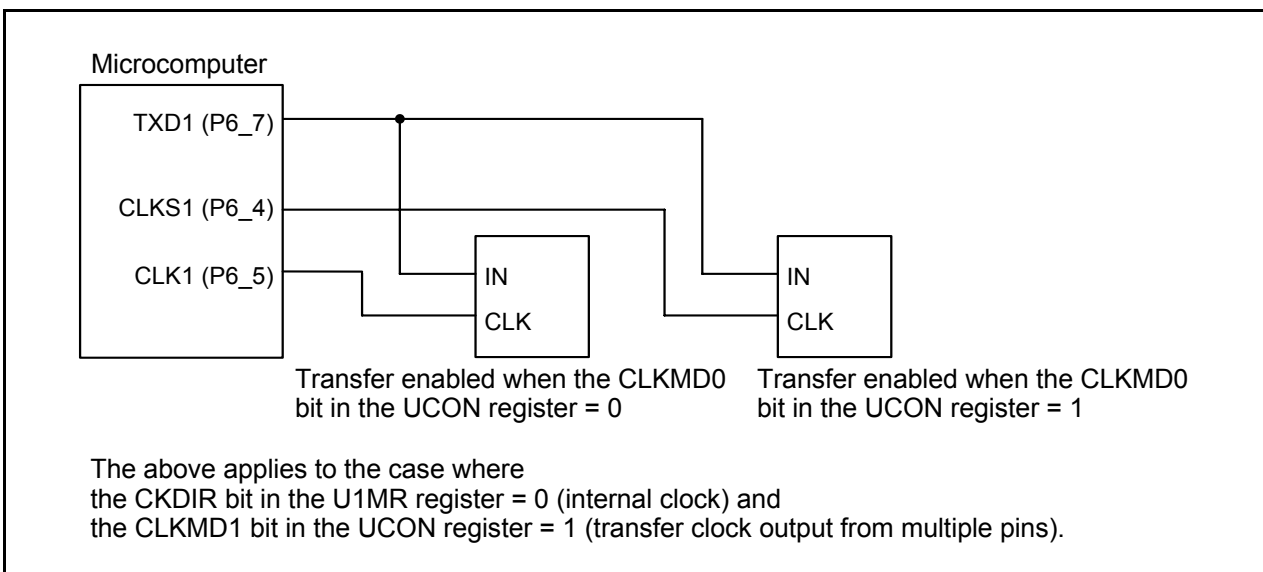 Microcomputer
TXD1 (P6_7)
CLKS1 (P6_4)
CLK1 (P6_5)
IN
CLK
IN
CLK
Transfer enabled when the CLKMD0
bit in the UCON register = 0
Transfer enabled when the CLKMD0
bit in the UCON register = 1
The above applies to the case where
the CKDIR bit in the U1MR register = 0 (internal clock) and
the CLKMD1 bit in the UCON register = 1 (transfer clock output from multiple pins).